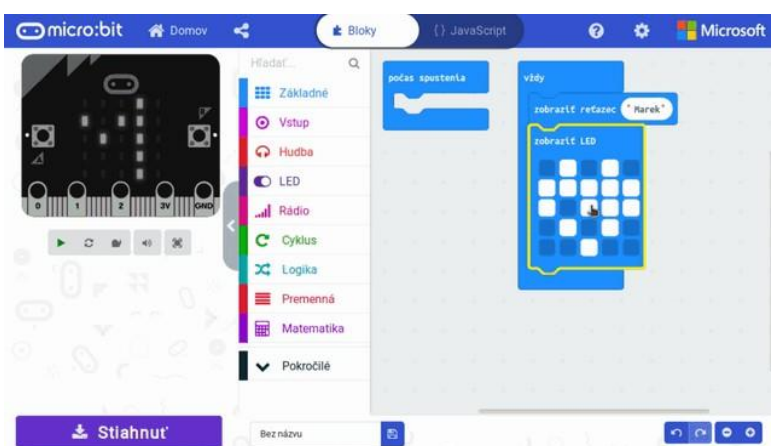 micro:bit
Domov
Bloky
{} JavaScript
Microsoft
Hľadať...
Základné
Vstup
Hudba
LED
Rádio
Cyklus
Logika
Premenná
Matematika
Pokročilé
počas spustenia
vždy
zobraziť reťazec "Marek"
zobraziť LED
0 1 2 3V GND
Stiahnuť
Bez názvu